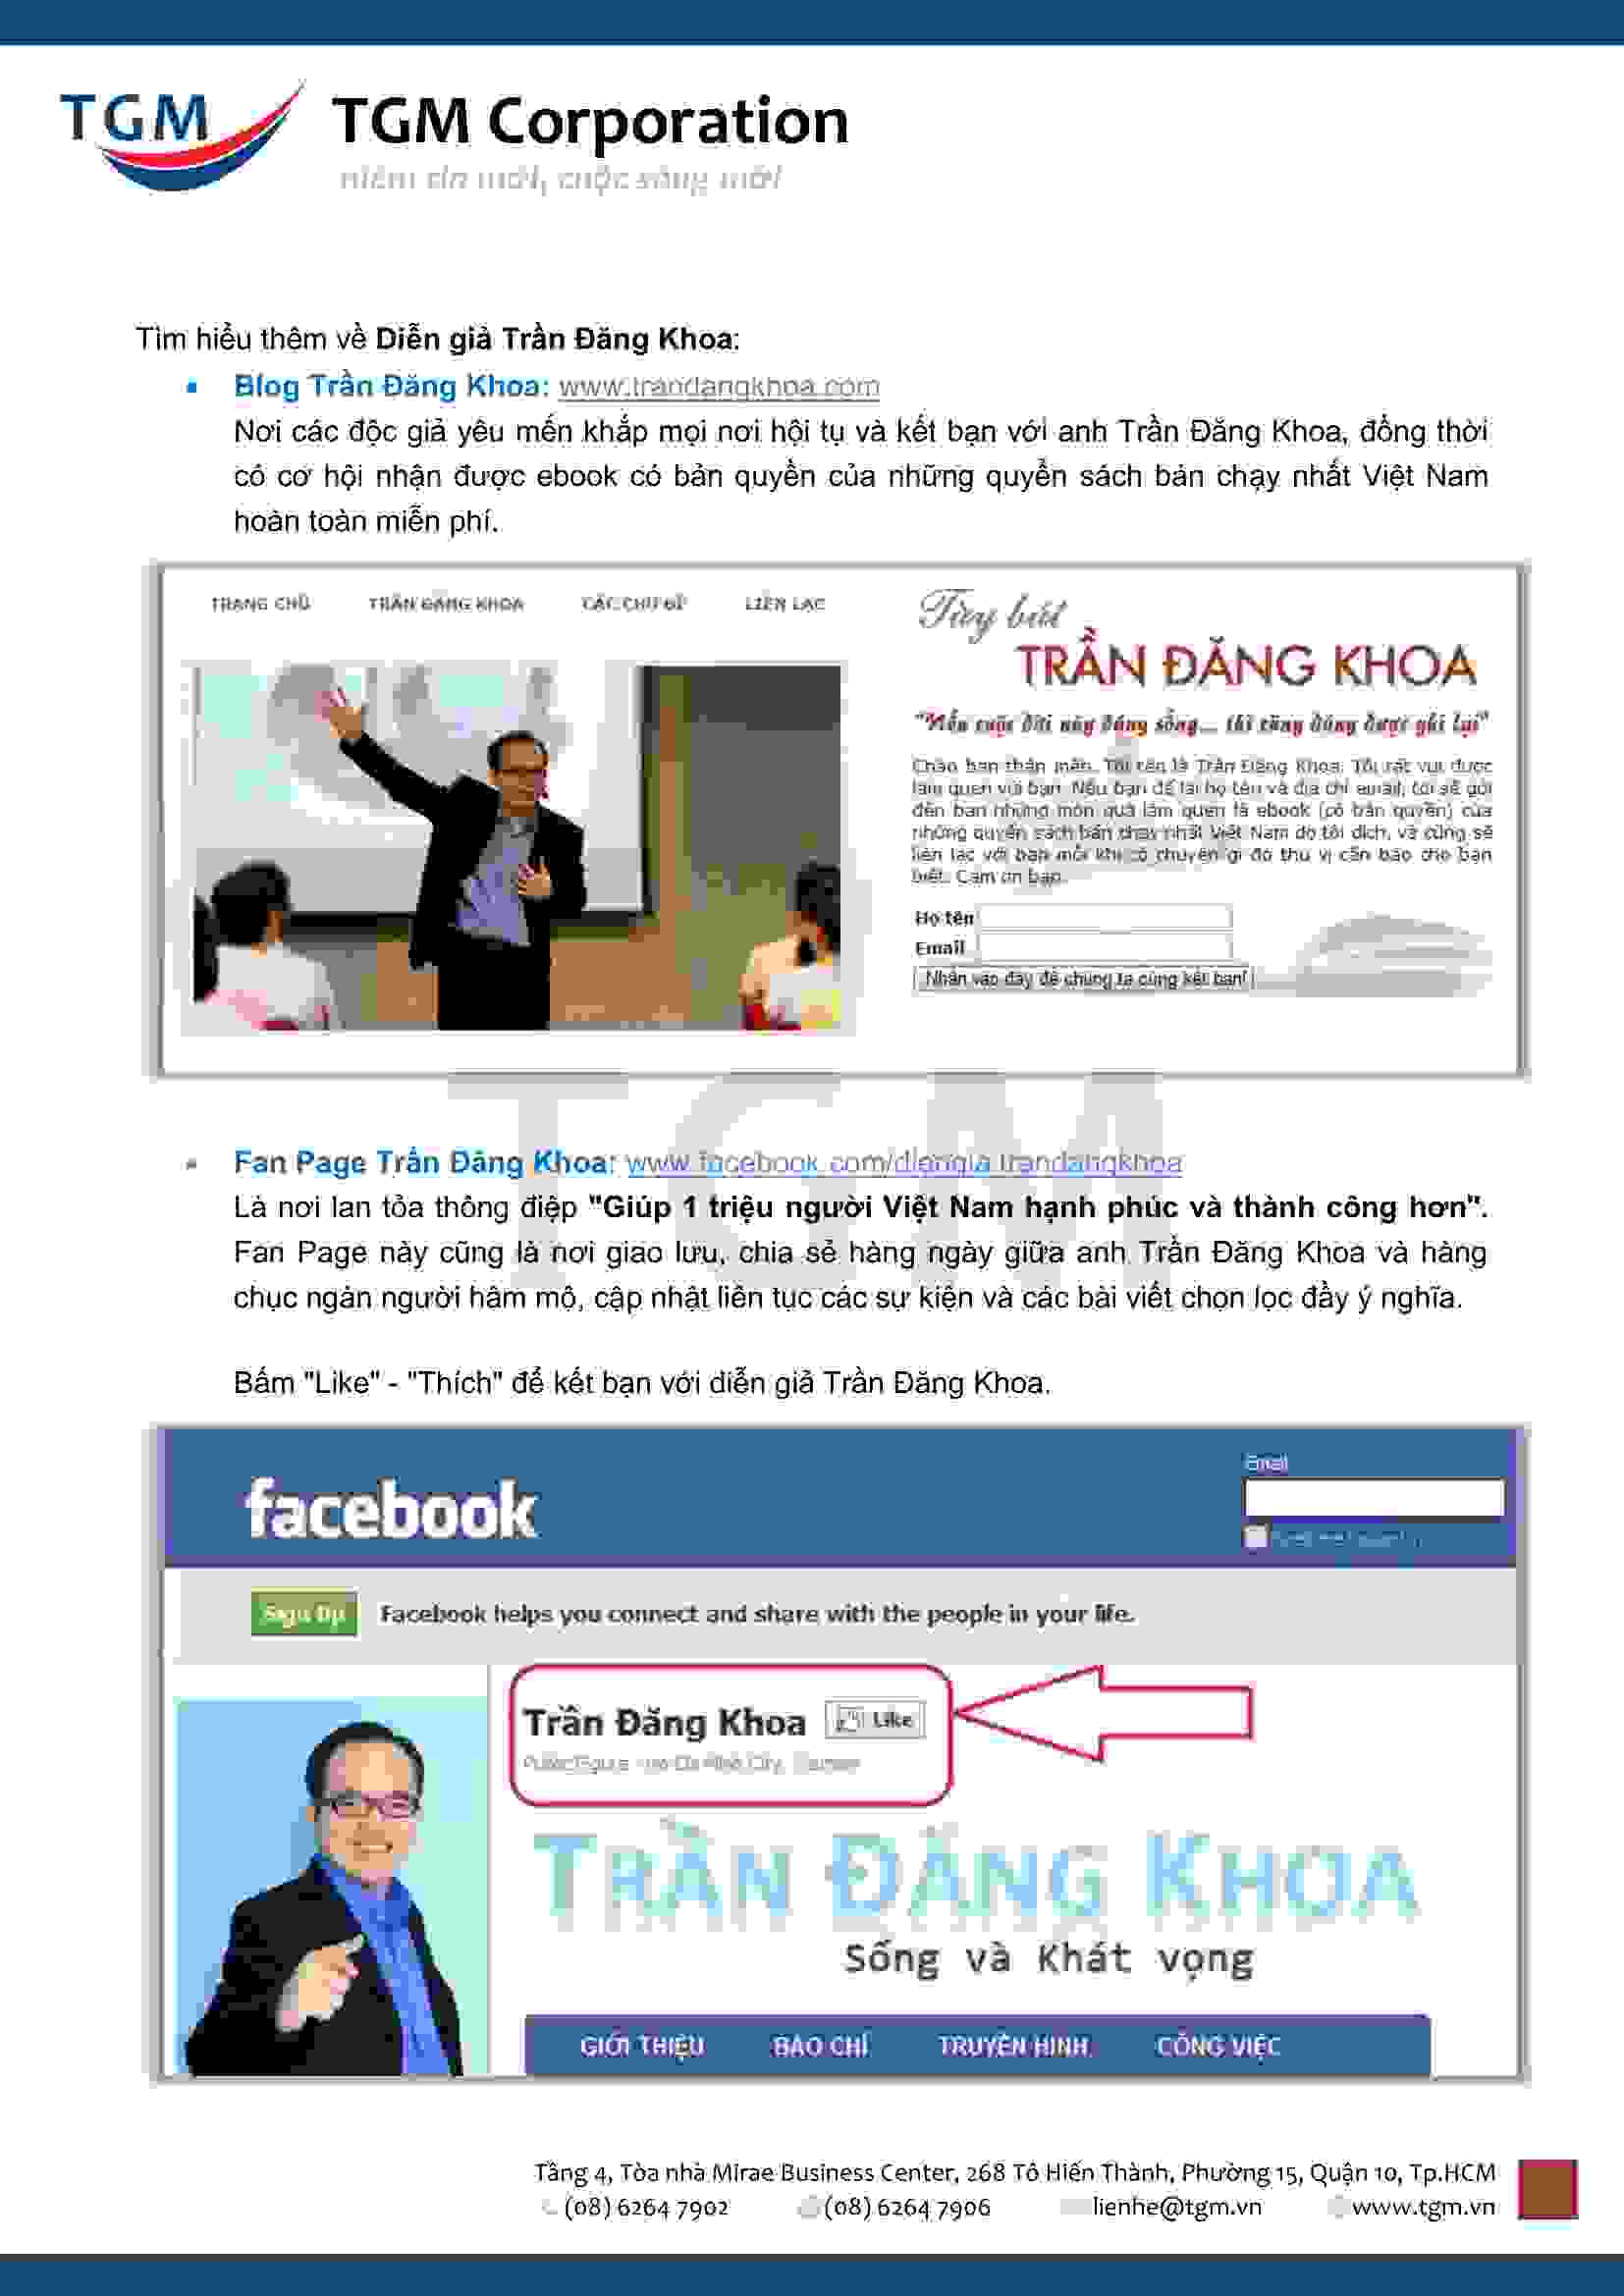 TGM
TGM Corporation
niềm tin mới, cuộc sống mới
Tìm hiểu thêm về Diễn giả Trần Đăng Khoa:
Blog Trần Đăng Khoa: www.trandangkhoa.com
Nơi các độc giả yêu mến khắp mọi nơi hội tụ và kết bạn với anh Trần Đăng Khoa, đồng thời
có cơ hội nhận được ebook có bản quyền của những quyển sách bán chạy nhất Việt Nam
hoàn toàn miễn phí.
TRANG CHỦ TRẦN ĐĂNG KHOA CÁC CHỦ ĐỀ LIÊN LẠC
Tùy bút
TRẦN ĐĂNG KHOA
"Nếu cuộc đời này đáng sống... thì cũng đáng được ghi lại"
Chào bạn thân mến. Tôi tên là Trần Đăng Khoa. Tôi rất vui được
làm quen với bạn. Nếu bạn để lại họ tên và địa chỉ email, tôi sẽ gởi
đến bạn những món quà làm quen là ebook (có bản quyền) của
những quyển sách bán chạy nhất Việt Nam do tôi dịch, và cũng sẽ
liên lạc với bạn mỗi khi có chuyện gì đó thú vị cần báo cho bạn
biết. Cám ơn bạn.
Họ tên
Email
Nhấn vào đây để chúng ta cùng kết bạn!
TGM
Fan Page Trần Đăng Khoa: www.facebook.com/diengia.trandangkhoa
Là nơi lan tỏa thông điệp "Giúp 1 triệu người Việt Nam hạnh phúc và thành công hơn".
Fan Page này cũng là nơi giao lưu, chia sẻ hàng ngày giữa anh Trần Đăng Khoa và hàng
chục ngàn người hâm mộ, cập nhật liên tục các sự kiện và các bài viết chọn lọc đầy ý nghĩa.
Bấm "Like" - "Thích" để kết bạn với diễn giả Trần Đăng Khoa.
Email
facebook
Sign Up Facebook helps you connect and share with the people in your life.
Trần Đăng Khoa Like
Public Figure Ho Chi Minh City,
TRẦN ĐĂNG KHOA
Sống và Khát vọng
GIỚI THIỆU BÁO CHÍ TRUYỀN HÌNH CÔNG VIỆC
Tầng 4, Tòa nhà Mirae Business Center, 268 Tô Hiến Thành, Phường 15, Quận 10, Tp.HCM
(08) 6264 7902 (08) 6264 7906 lienhe@tgm.vn www.tgm.vn